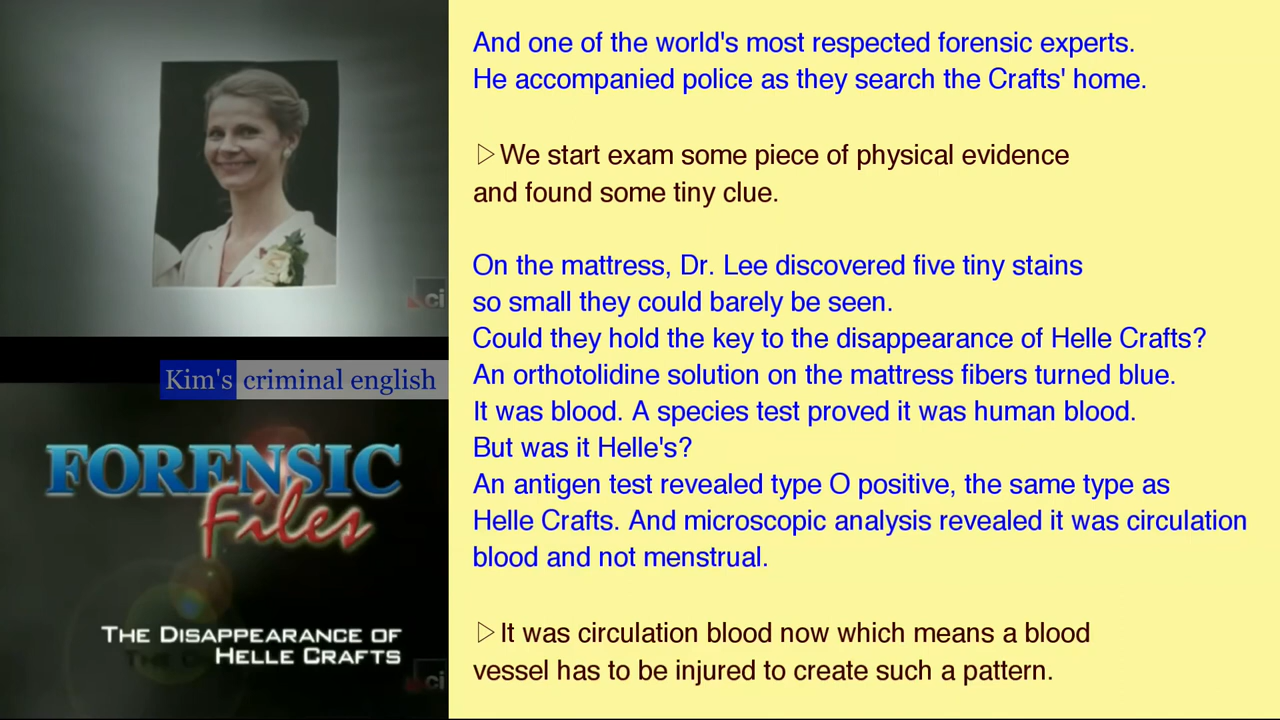 And one of the world's most respected forensic experts.
He accompanied police as they search the Crafts' home.
▷We start exam some piece of physical evidence
and found some tiny clue.
On the mattress, Dr. Lee discovered five tiny stains
so small they could barely be seen.
Could they hold the key to the disappearance of Helle Crafts?
An orthotolidine solution on the mattress fibers turned blue.
It was blood. A species test proved it was human blood.
But was it Helle's?
An antigen test revealed type O positive, the same type as
Helle Crafts. And microscopic analysis revealed it was circulation
blood and not menstrual.
▷It was circulation blood now which means a blood
vessel has to be injured to create such a pattern.
ci
Kim's criminal english
FORENSIC
Files
THE DISAPPEARANCE OF
HELLE CRAFTS
ci